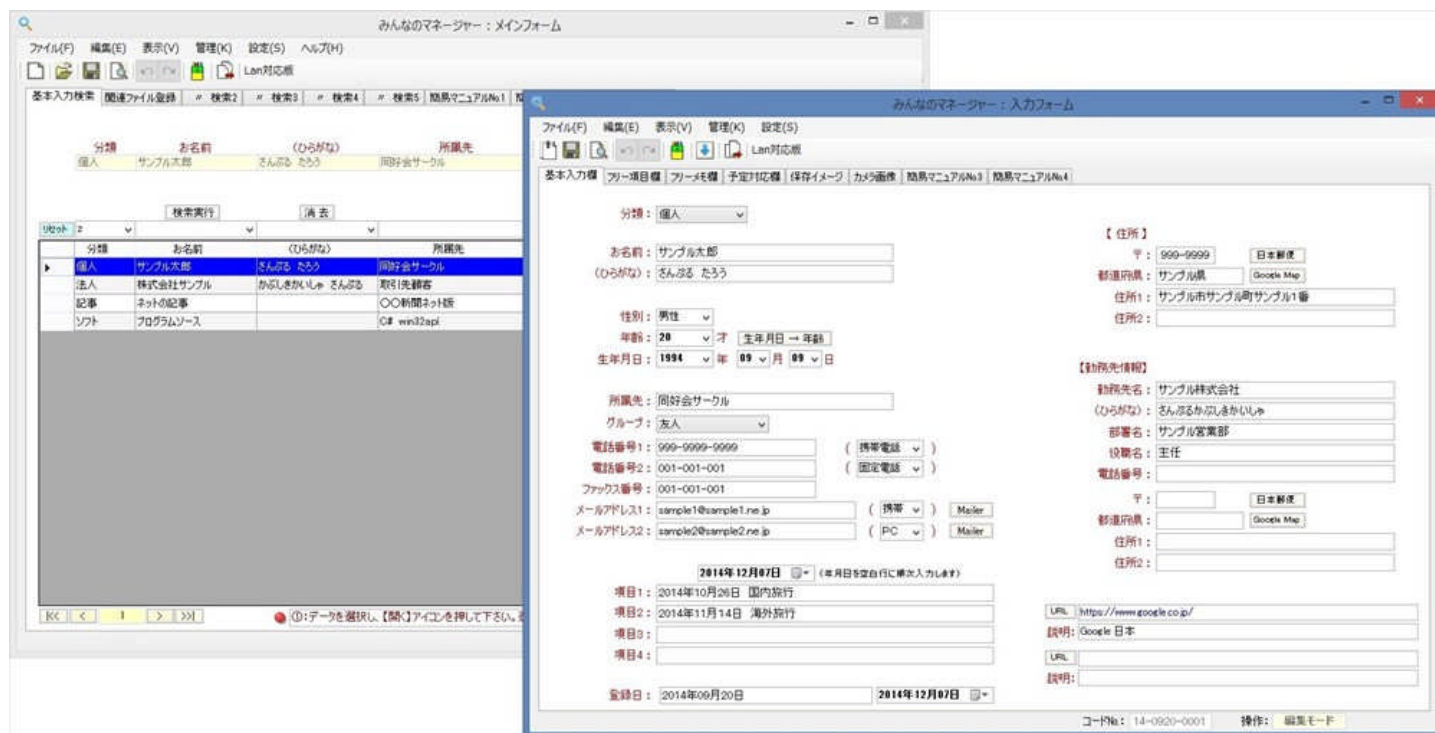 みんなのマネージャー：メインフォーム
ファイル(F) 編集(E) 表示(V) 管理(K) 設定(S) ヘルプ(H)
Lan対応版
基本入力検索 関連ファイル登録 〃 検索2 〃 検索3 〃 検索4 〃 検索5 簡易マニュアルNo1
分類 お名前 （ひらがな） 所属先
個人 サンプル太郎 さんぷる たろう 同好会サークル
検索実行 消 去
リセット 2
分類 お名前 （ひらがな） 所属先
個人 サンプル太郎 さんぷる たろう 同好会サークル
法人 株式会社サンプル かぶしきかいしゃ さんぷる 取引先顧客
記事 ネットの記事 〇〇新聞ネット版
ソフト プログラムソース C# win32api
1
①：データを選択し、【開く】アイコンを押して下さい。
みんなのマネージャー：入力フォーム
ファイル(F) 編集(E) 表示(V) 管理(K) 設定(S)
Lan対応版
基本入力欄 フリー項目欄 フリーメモ欄 予定対応欄 保存イメージ カメラ画像 簡易マニュアルNo3 簡易マニュアルNo4
分類： 個人
お名前： サンプル太郎
（ひらがな）： さんぷる たろう
性別： 男性
年齢： 20 才 生年月日 → 年齢
生年月日： 1994 年 09 月 09 日
所属先： 同好会サークル
グループ： 友人
電話番号1： 999-9999-9999 ( 携帯電話 )
電話番号2： 001-001-001 ( 固定電話 )
ファックス番号： 001-001-001
メールアドレス1： sample1@sample1.ne.jp ( 携帯 ) Mailer
メールアドレス2： sample2@sample2.ne.jp ( PC ) Mailer
2014年12月07日 （年月日を空白行に順次入力します）
項目1： 2014年10月26日 国内旅行
項目2： 2014年11月14日 海外旅行
項目3：
項目4：
登録日： 2014年09月20日 2014年12月07日
【 住所 】
〒： 999-9999 日本郵便
都道府県： サンプル県 Google Map
住所1： サンプル市サンプル町サンプル1番
住所2：
【勤務先情報】
勤務先名： サンプル株式会社
（ひらがな）： さんぷるかぶしきかいしゃ
部署名： サンプル営業部
役職名： 主任
電話番号：
〒： 日本郵便
都道府県： Google Map
住所1：
住所2：
URL https://www.google.co.jp/
説明： Google 日本
URL
説明：
コードNo.： 14-0920-0001 操作： 編集モード